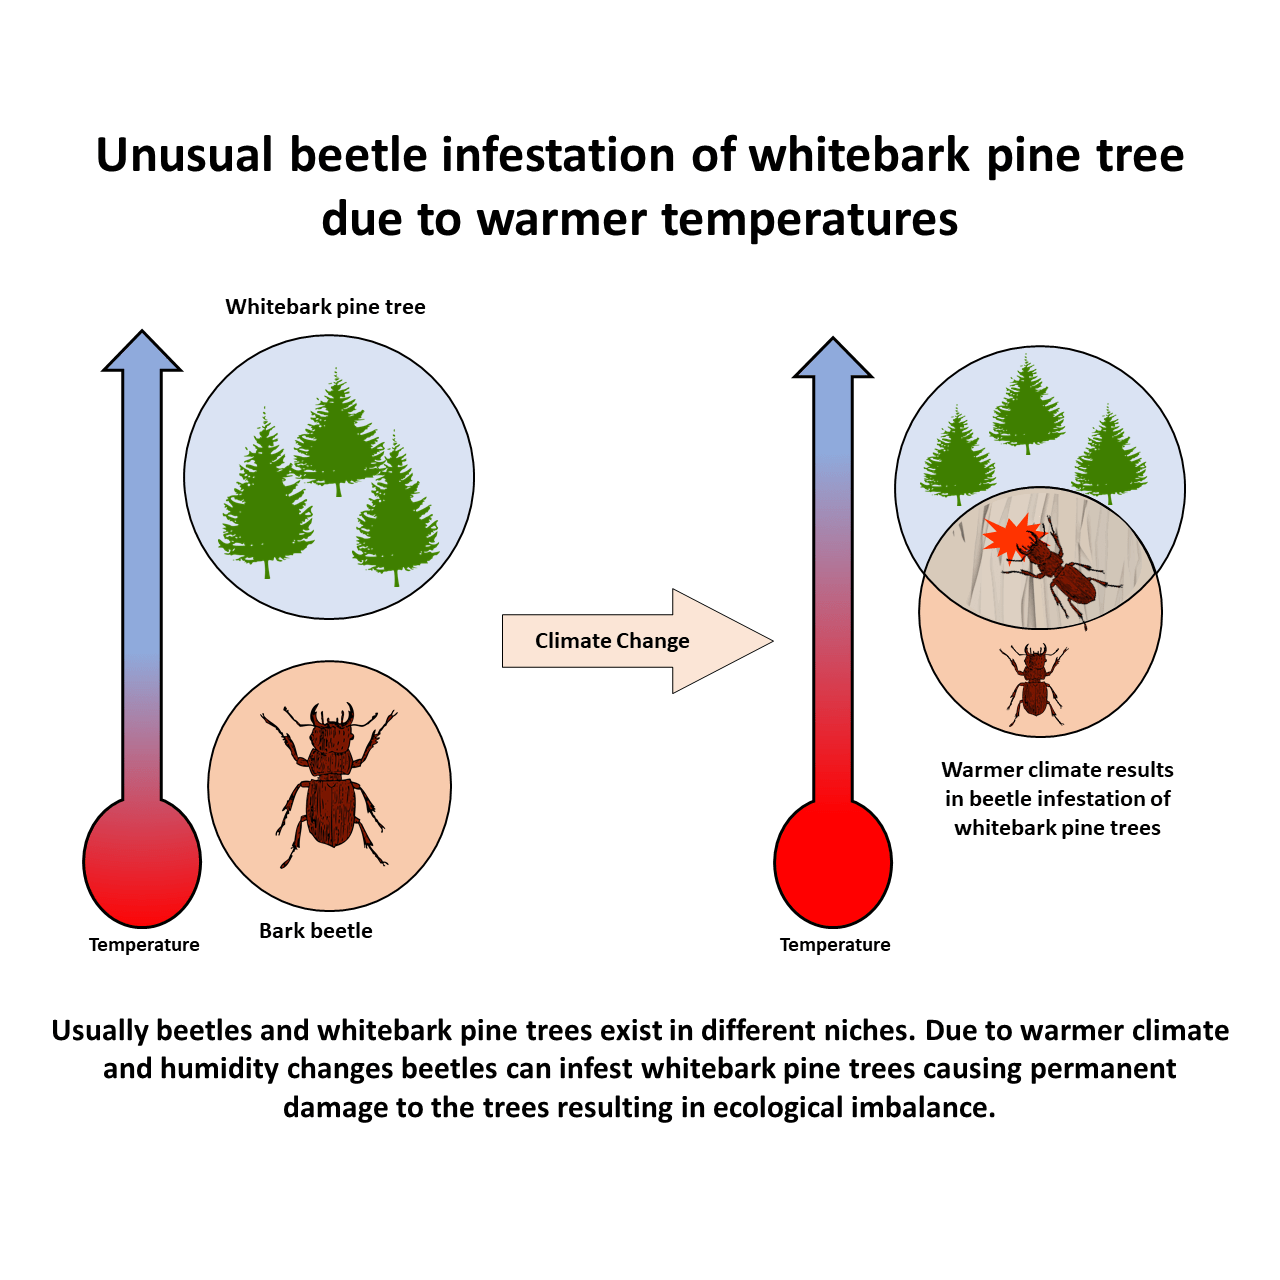 Unusual beetle infestation of whitebark pine tree
due to warmer temperatures
Whitebark pine tree
Climate Change
Bark beetle
Temperature
Warmer climate results
in beetle infestation of
whitebark pine trees
Temperature
Usually beetles and whitebark pine trees exist in different niches. Due to warmer climate
and humidity changes beetles can infest whitebark pine trees causing permanent
damage to the trees resulting in ecological imbalance.